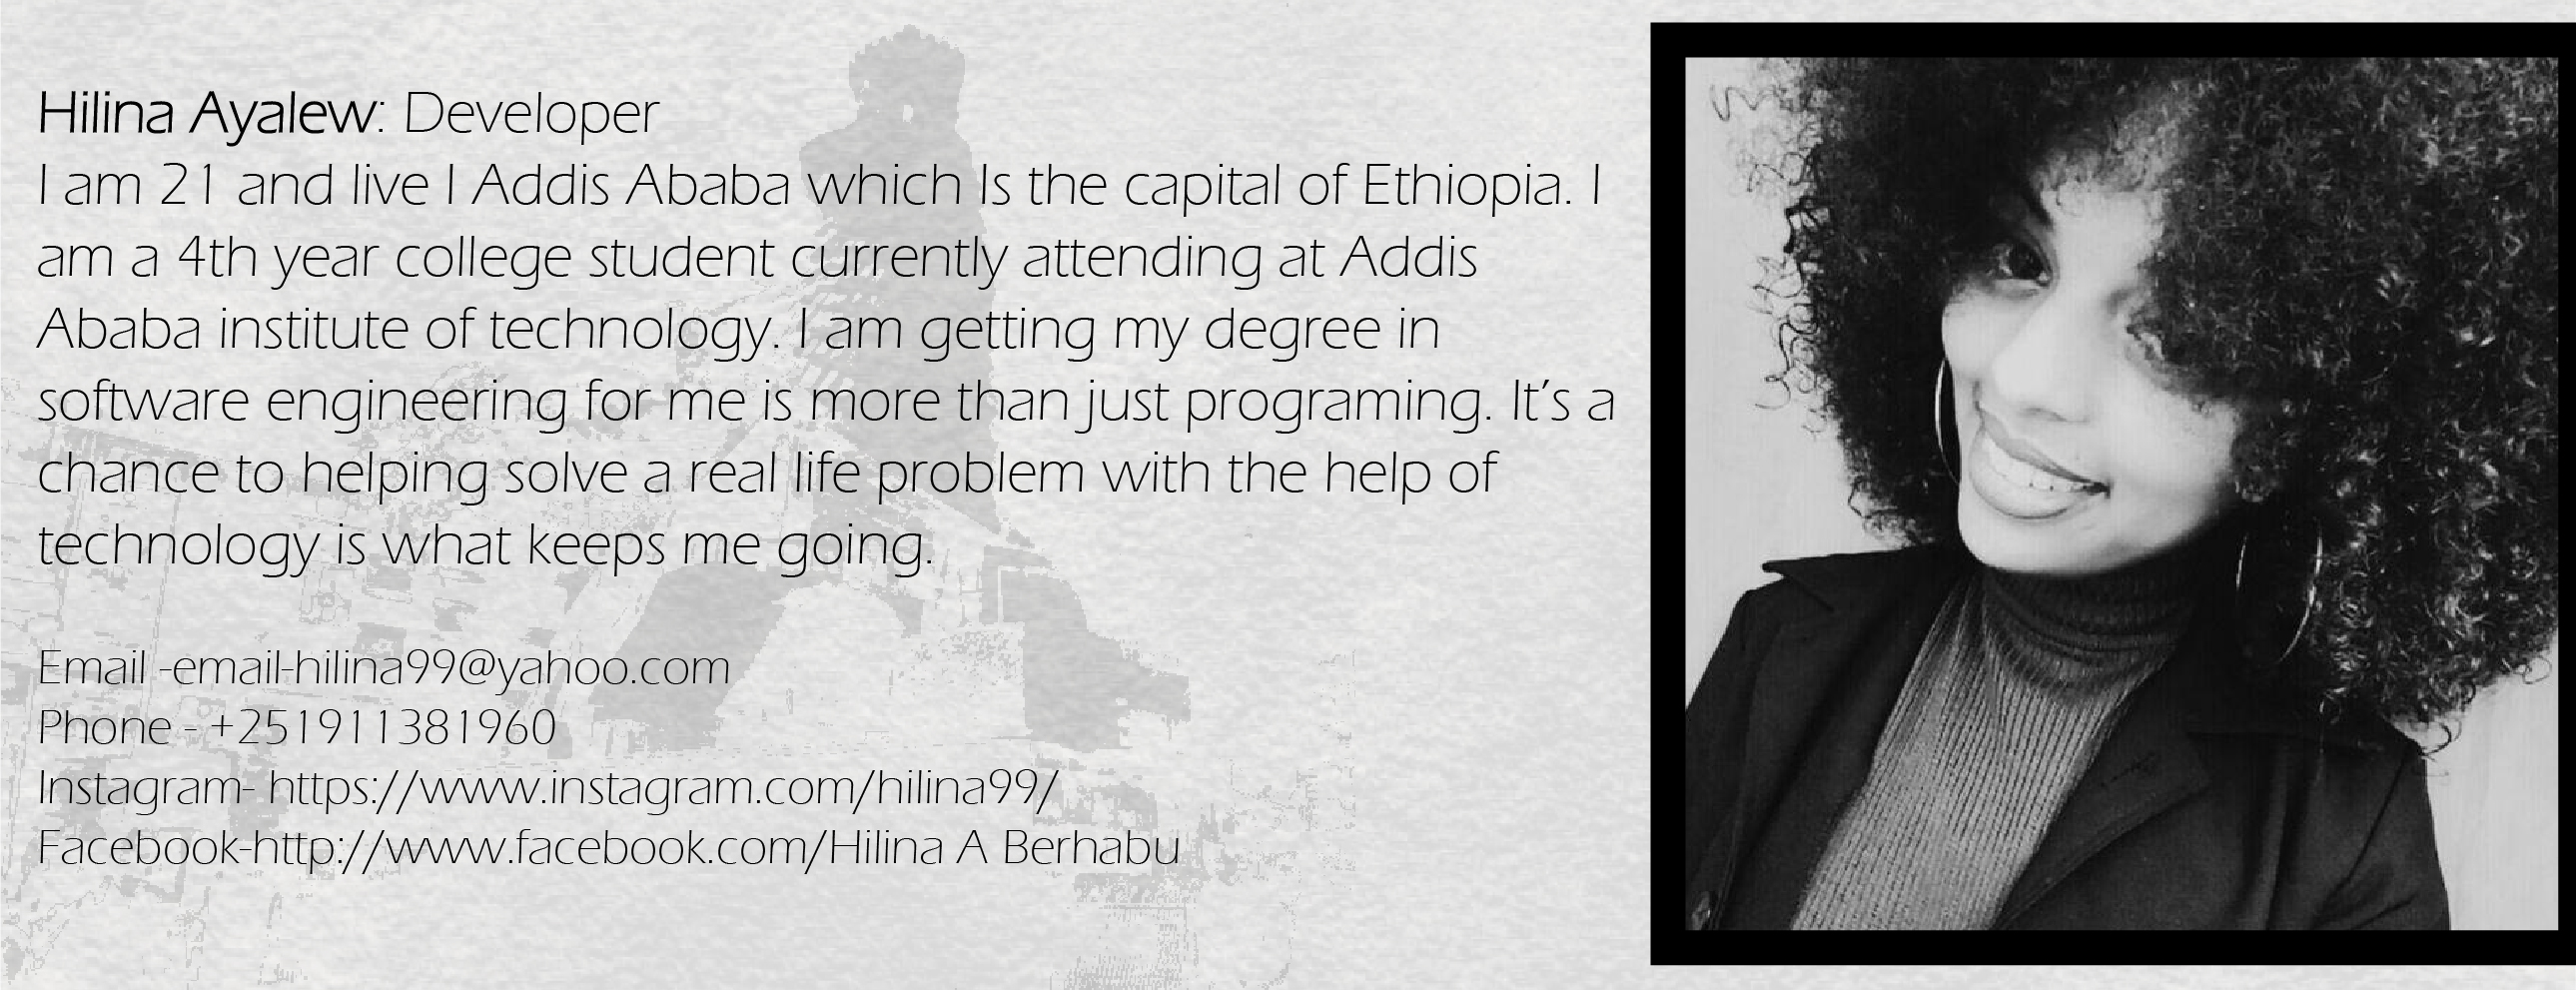 Hilina Ayalew: Developer
I am 21 and live I Addis Ababa which Is the capital of Ethiopia. I
am a 4th year college student currently attending at Addis
Ababa institute of technology. I am getting my degree in
software engineering for me is more than just programing. It's a
chance to helping solve a real life problem with the help of
technology is what keeps me going.
Email -email-hilina99@yahoo.com
Phone - +251911381960
Instagram- https://www.instagram.com/hilina99/
Facebook-http://www.facebook.com/Hilina A Berhabu